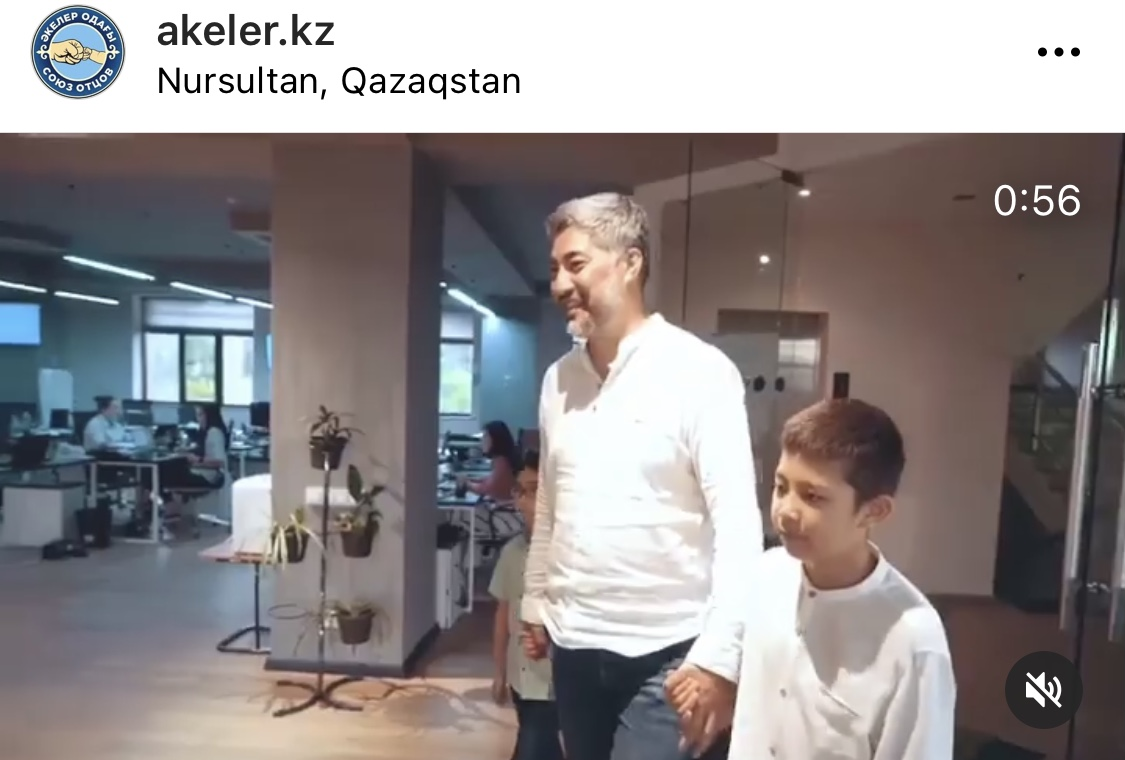 ӘКЕЛЕР ОДАҒЫ
СОЮЗ ОТЦОВ
akeler.kz
Nursultan, Qazaqstan
0:56